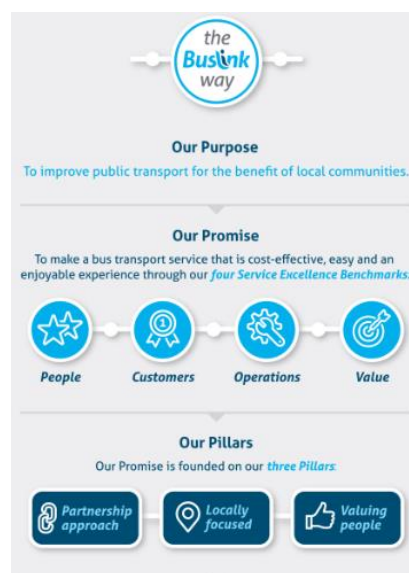 the
Buslink
way
Our Purpose
To improve public transport for the benefit of local communities.
Our Promise
To make a bus transport service that is cost-effective, easy and an
enjoyable experience through our four Service Excellence Benchmarks.
1
People Customers Operations Value
Our Pillars
Our Promise is founded on our three Pillars:
Partnership approach
Locally focused
Valuing people